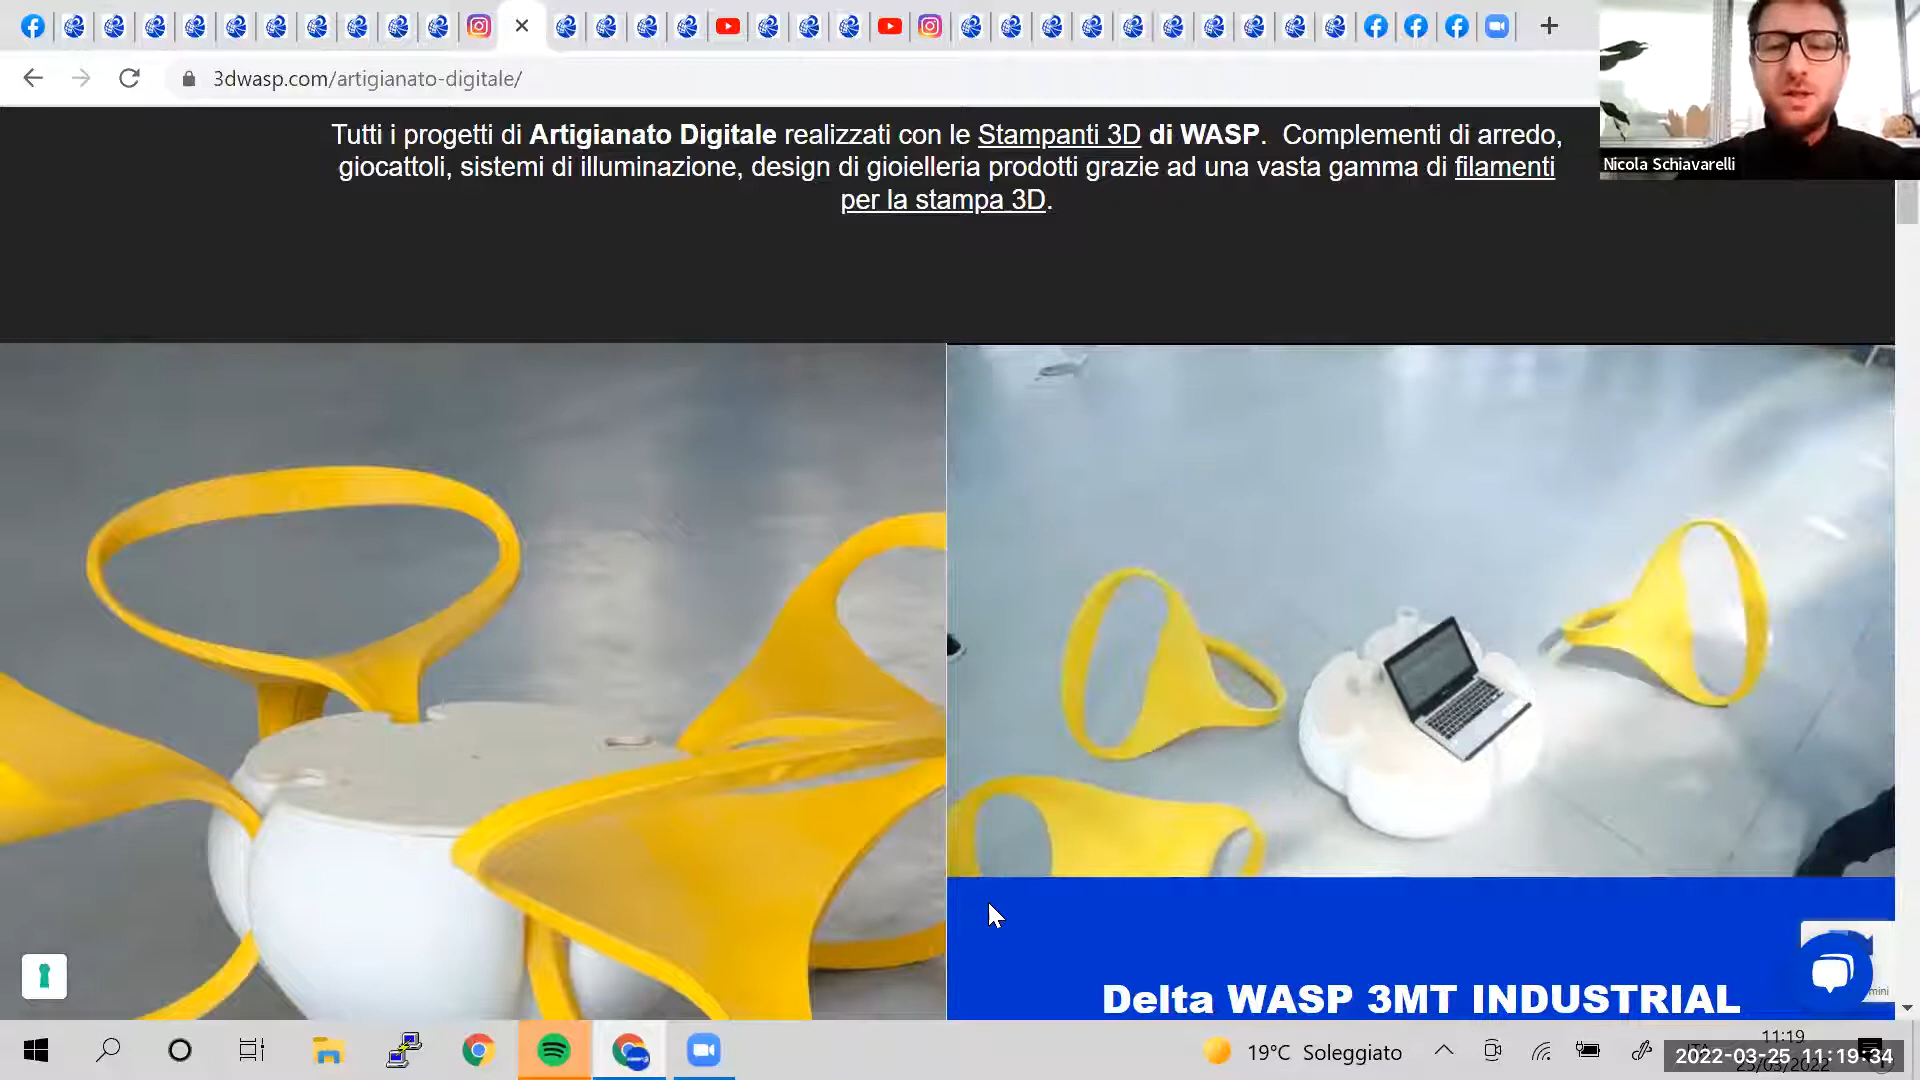 3dwasp.com/artigianato-digitale/
Tutti i progetti di Artigianato Digitale realizzati con le Stampanti 3D di WASP. Complementi di arredo,
giocattoli, sistemi di illuminazione, design di gioielleria prodotti grazie ad una vasta gamma di filamenti
per la stampa 3D.
Nicola Schiavarelli
Delta WASP 3MT INDUSTRIAL
19°C Soleggiato
11:19
2022-03-25 11:19:34